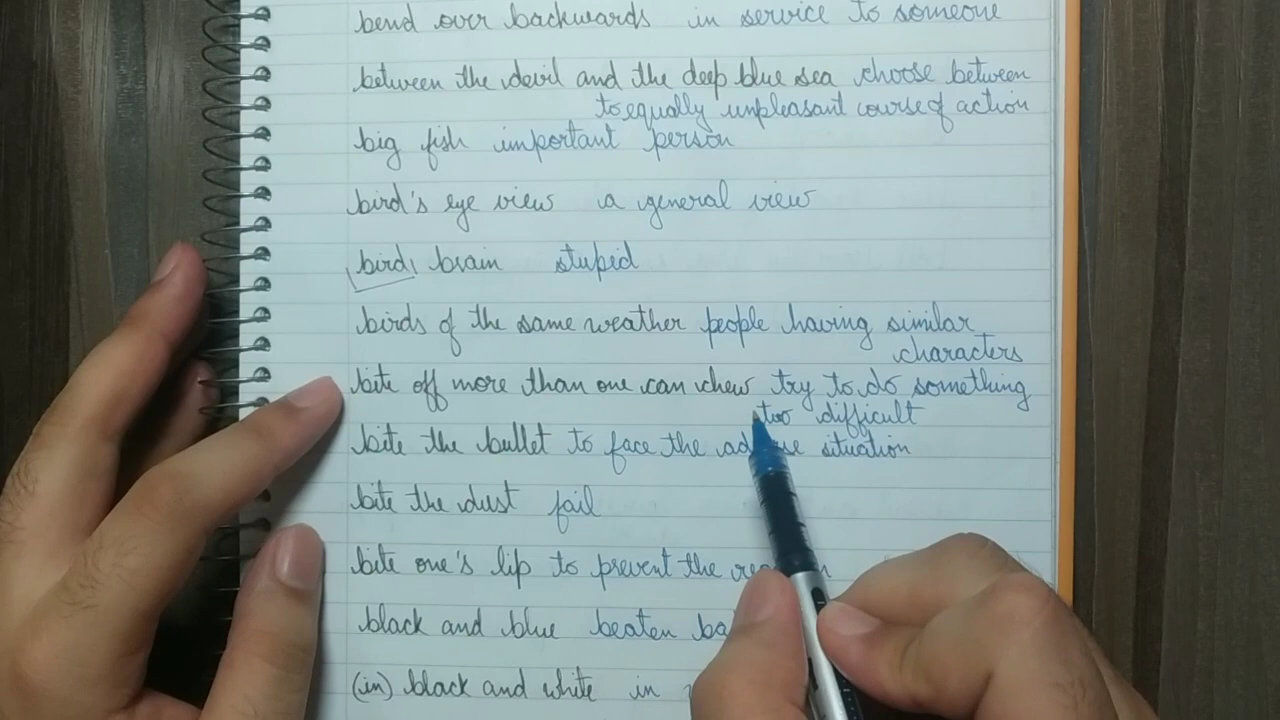 bend over backwards in service to someone
between the devil and the deep blue sea choose between
to equally unpleasant course of action
big fish important person
bird's eye view a general view
bird brain stupid
birds of the same weather people having similar
characters
bite off more than one can chew try to do something
too difficult
bite the bullet to face the situation
bite the dust fail
bite one's lip to prevent the
black and blue beaten
(in) black and white in